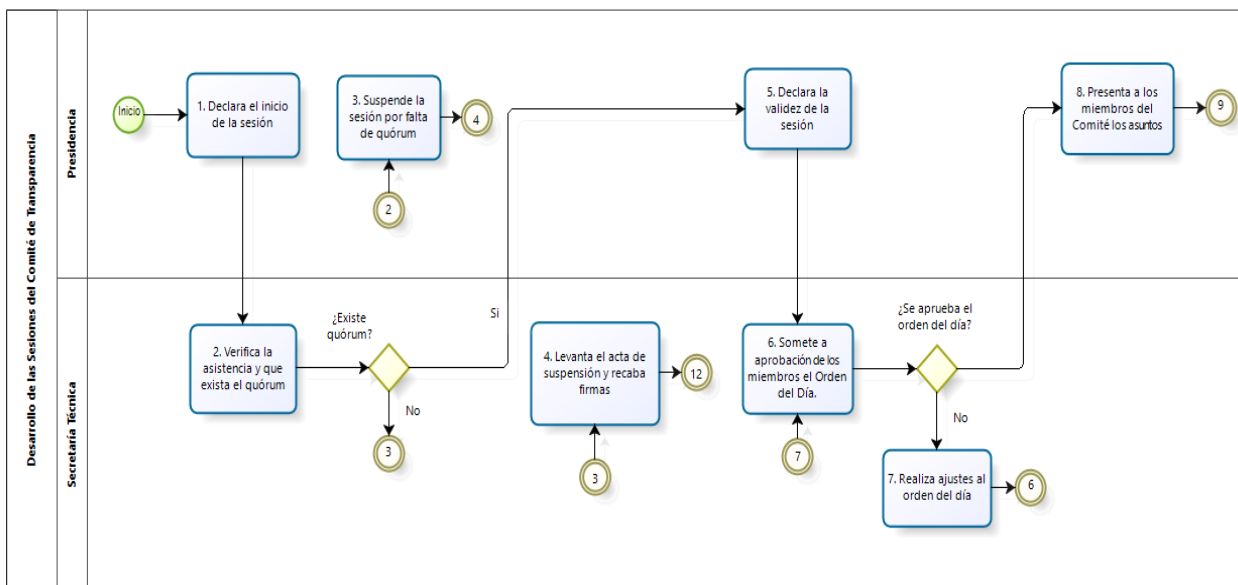 Desarrollo de las Sesiones del Comité de Transparencia
Presidencia
Inicio
1. Declara el inicio
de la sesión
3. Suspende la
sesión por falta
de quórum
4
2
5. Declara la
validez de la
sesión
8. Presenta a los
miembros del
Comité los asuntos
9
Secretaría Técnica
2. Verifica la
asistencia y que
exista el quórum
¿Existe
quórum?
Si
No
3
4. Levanta el acta de
suspensión y recaba
firmas
12
3
6. Somete a
aprobación de los
miembros el Orden
del Día.
7
¿Se aprueba el
orden del día?
No
7. Realiza ajustes al
orden del día
6